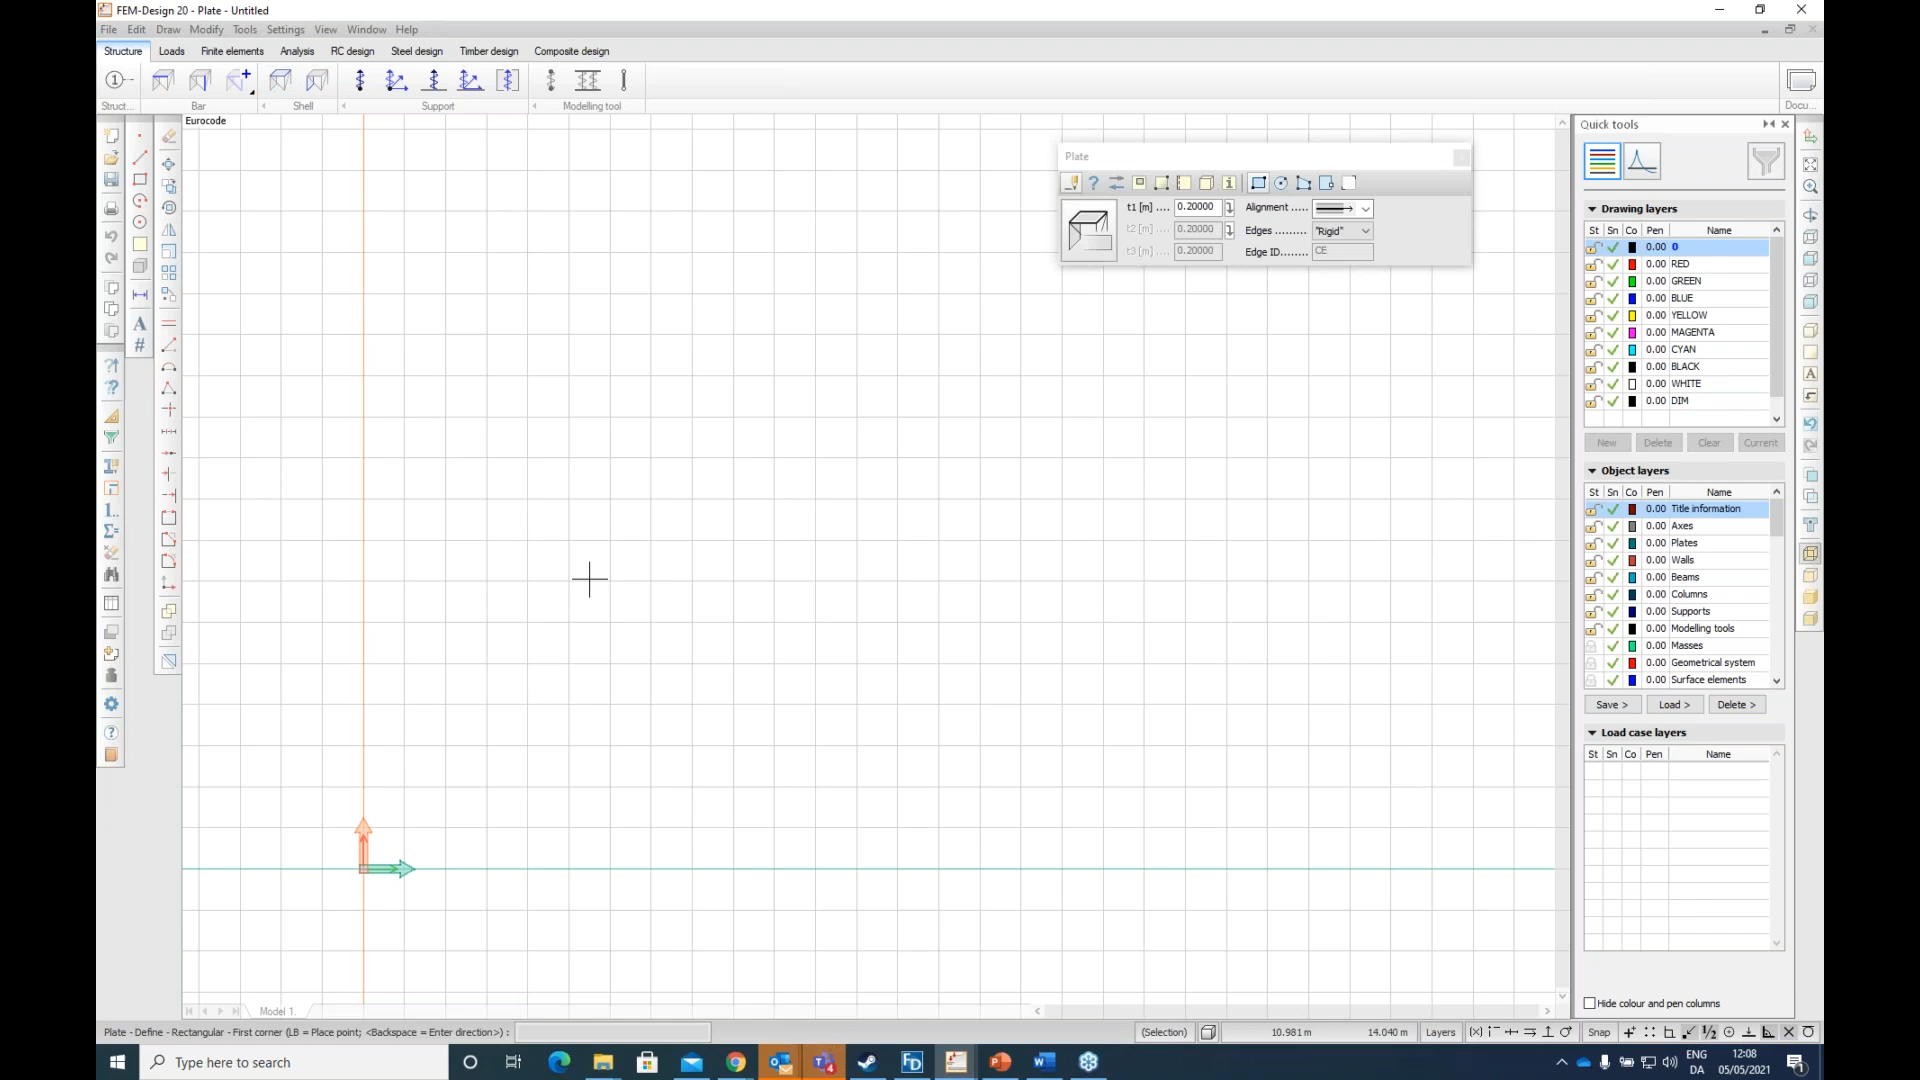 FEM-Design 20 - Plate - Untitled
File Edit Draw Modify Tools Settings View Window Help
Structure Loads Finite elements Analysis RC design Steel design Timber design Composite design
Struct... Bar Shell Support Modelling tool Docu...
Eurocode
Plate
t1 [m] .... 0.20000 Alignment .....
t2 [m] .... 0.20000 Edges ......... "Rigid"
t3 [m] .... 0.20000 Edge ID........ CE
Quick tools
Drawing layers
St Sn Co Pen Name
0.00 0
0.00 RED
0.00 GREEN
0.00 BLUE
0.00 YELLOW
0.00 MAGENTA
0.00 CYAN
0.00 BLACK
0.00 WHITE
0.00 DIM
New Delete Clear Current
Object layers
St Sn Co Pen Name
0.00 Title information
0.00 Axes
0.00 Plates
0.00 Walls
0.00 Beams
0.00 Columns
0.00 Supports
0.00 Modelling tools
0.00 Masses
0.00 Geometrical system
0.00 Surface elements
Save > Load > Delete >
Load case layers
St Sn Co Pen Name
Hide colour and pen columns
Model 1.
Plate - Define - Rectangular - First corner (LB = Place point; <Backspace = Enter direction>) :
(Selection) 10.981 m 14.040 m Layers Snap
Type here to search
ENG
DA
12:08
05/05/2021